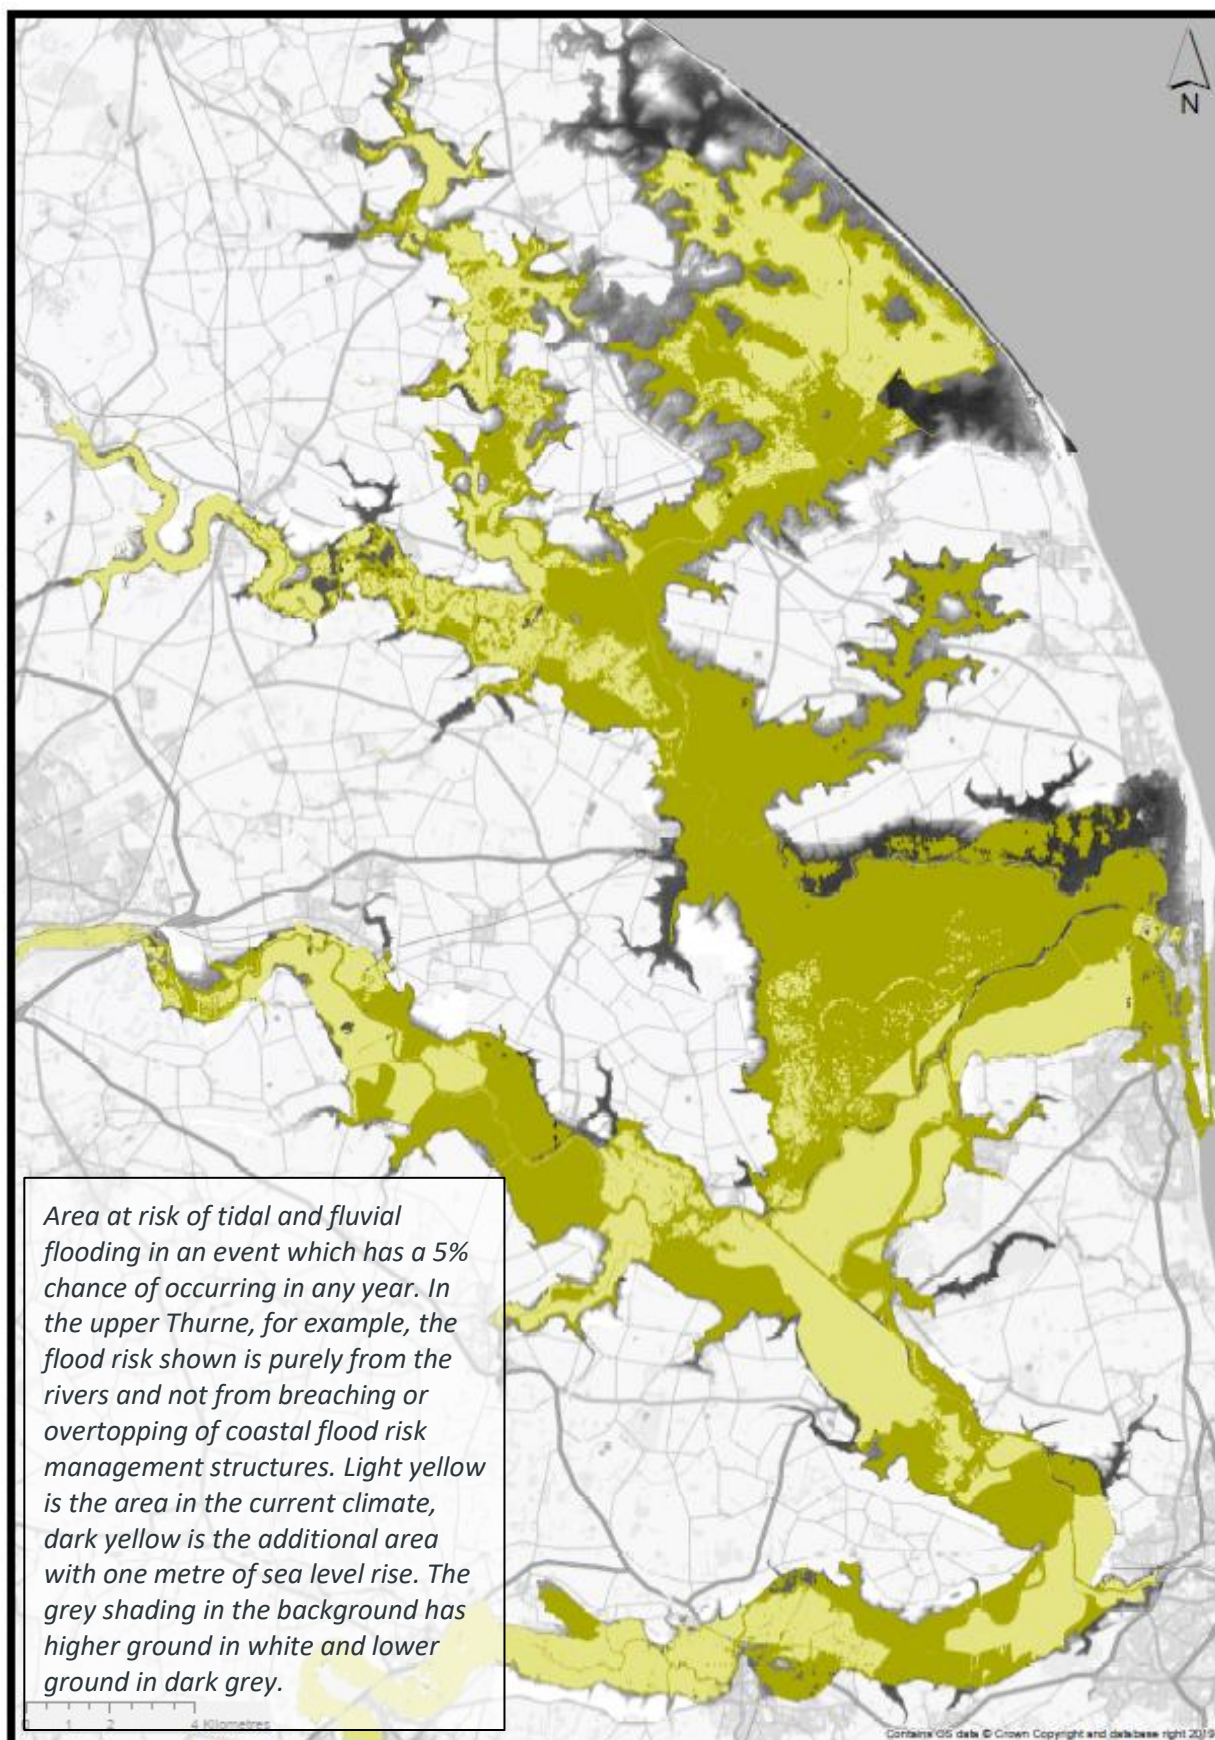 N
Area at risk of tidal and fluvial
flooding in an event which has a 5%
chance of occurring in any year. In
the upper Thurne, for example, the
flood risk shown is purely from the
rivers and not from breaching or
overtopping of coastal flood risk
management structures. Light yellow
is the area in the current climate,
dark yellow is the additional area
with one metre of sea level rise. The
grey shading in the background has
higher ground in white and lower
ground in dark grey.
0 1 2 4 Kilometres
Contains OS data © Crown Copyright and database right 2019